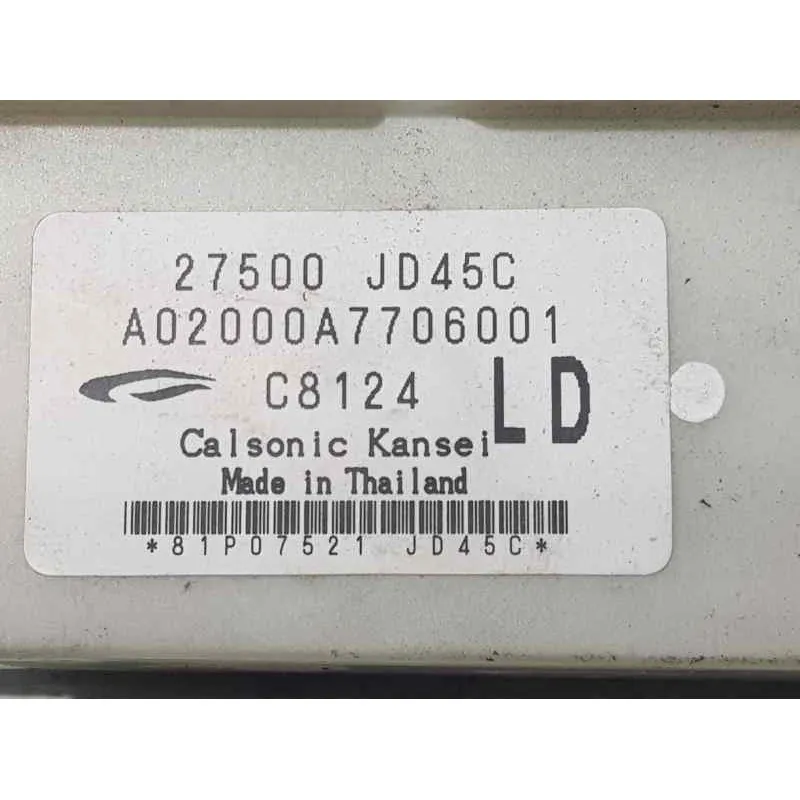 27500 JD45C
A02000A7706001
C8124 LD
Calsonic Kansei
Made in Thailand
*81P07521 JD45C*